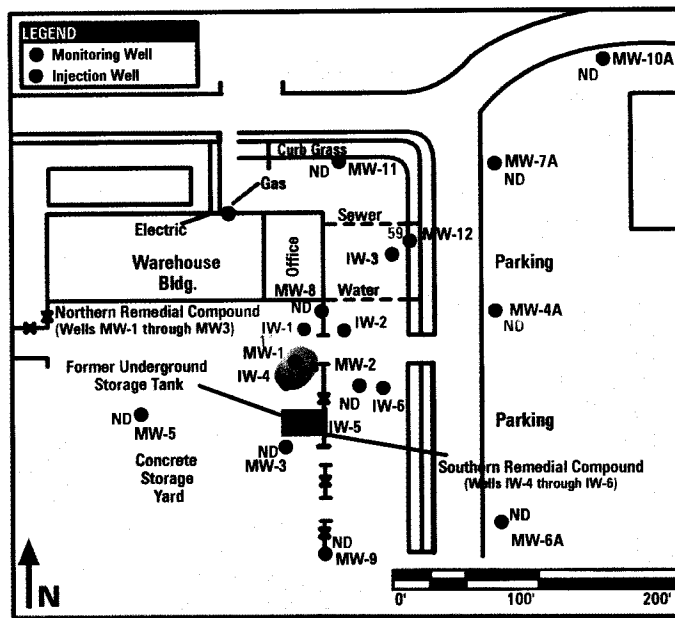 LEGEND
Monitoring Well
Injection Well
ND
MW-10A
Curb Grass
ND
MW-11
MW-7A
ND
Gas
Electric
Sewer
59
MW-12
IW-3
Office
Warehouse
Bldg.
Parking
MW-8
Water
ND
Northern Remedial Compound
(Wells MW-1 through MW3)
IW-1
IW-2
MW-4A
ND
MW-1
MW-2
IW-4
Former Underground
Storage Tank
ND
IW-6
ND
MW-5
IW-5
Parking
ND
MW-3
Concrete
Storage
Yard
Southern Remedial Compound
(Wells IW-4 through IW-6)
ND
MW-6A
ND
MW-9
N
0'
100'
200'